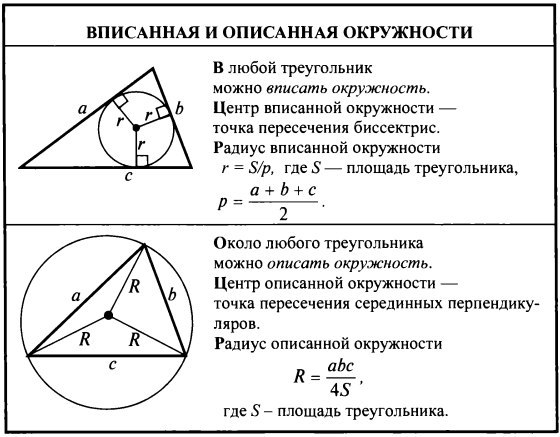 ВПИСАННАЯ И ОПИСАННАЯ ОКРУЖНОСТИ
a
b
c
r
r
r
В любой треугольник
можно вписать окружность.
Центр вписанной окружности —
точка пересечения биссектрис.
Радиус вписанной окружности
r = S/p, где S — площадь треугольника,
p = (a + b + c) / 2 .
a
b
c
R
R
R
Около любого треугольника
можно описать окружность.
Центр описанной окружности —
точка пересечения серединных перпендику-
ляров.
Радиус описанной окружности
R = abc / 4S ,
где S – площадь треугольника.